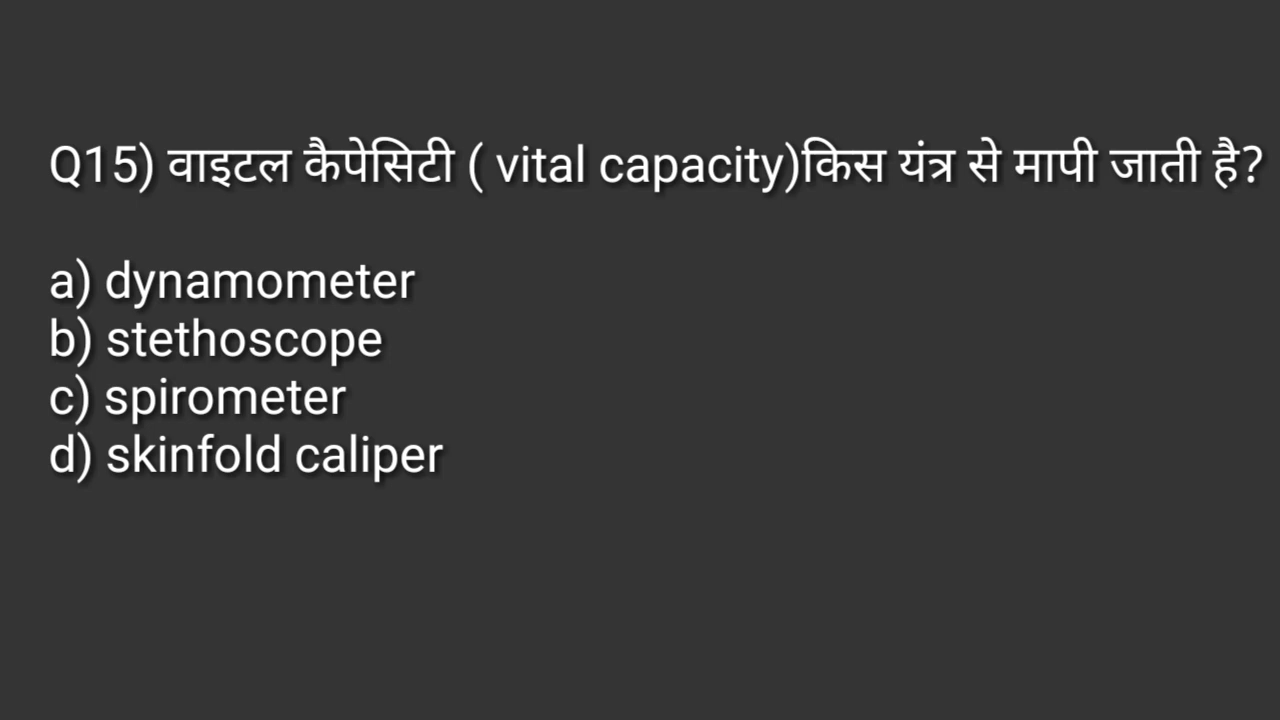 Q15) वाइटल कैपेसिटी ( vital capacity)किस यंत्र से मापी जाती है?
a) dynamometer
b) stethoscope
c) spirometer
d) skinfold caliper